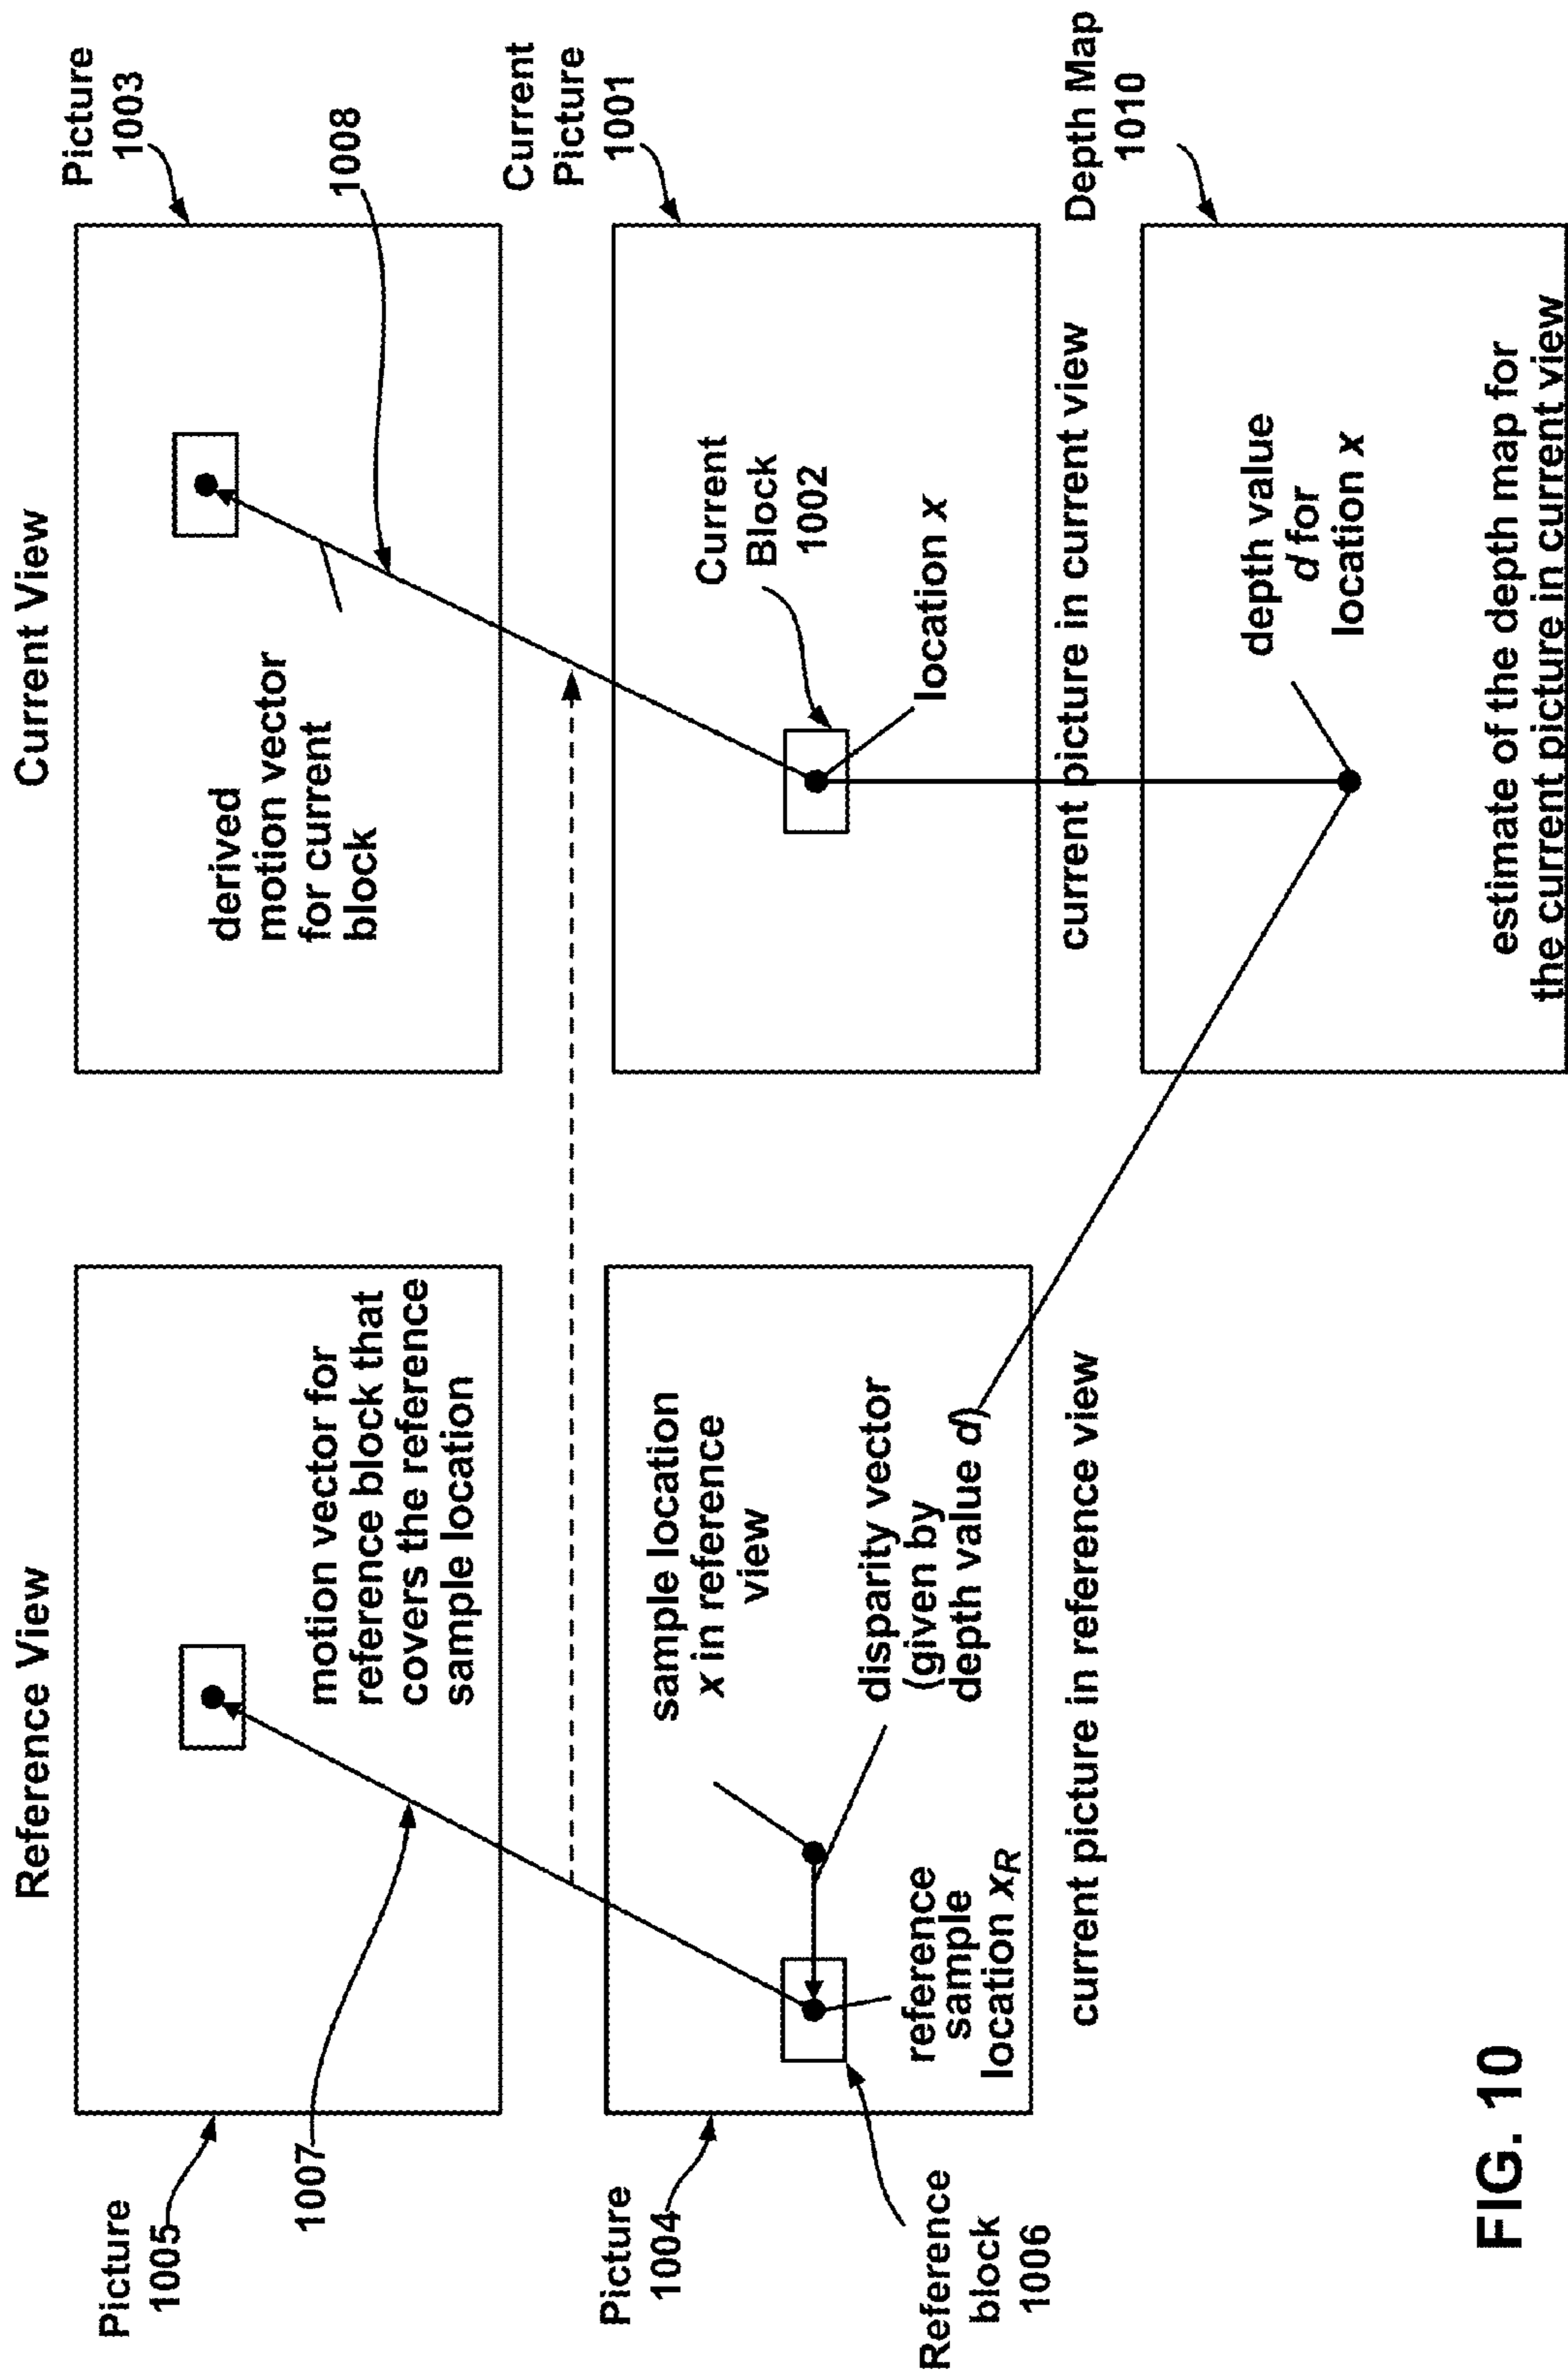 Reference View
Current View
Picture
1005
1007
motion vector for
reference block that
covers the reference
sample location
derived
motion vector
for current
block
1008
Picture
1003
Picture
1004
Reference
block
1006
sample location
x in reference
view
disparity vector
(given by
depth value d)
reference
sample
location xR
current picture in reference view
Current
Block
1002
location x
Current
Picture
1001
current picture in current view
Depth Map
1010
depth value
d for
location x
estimate of the depth map for
the current picture in current view
FIG. 10